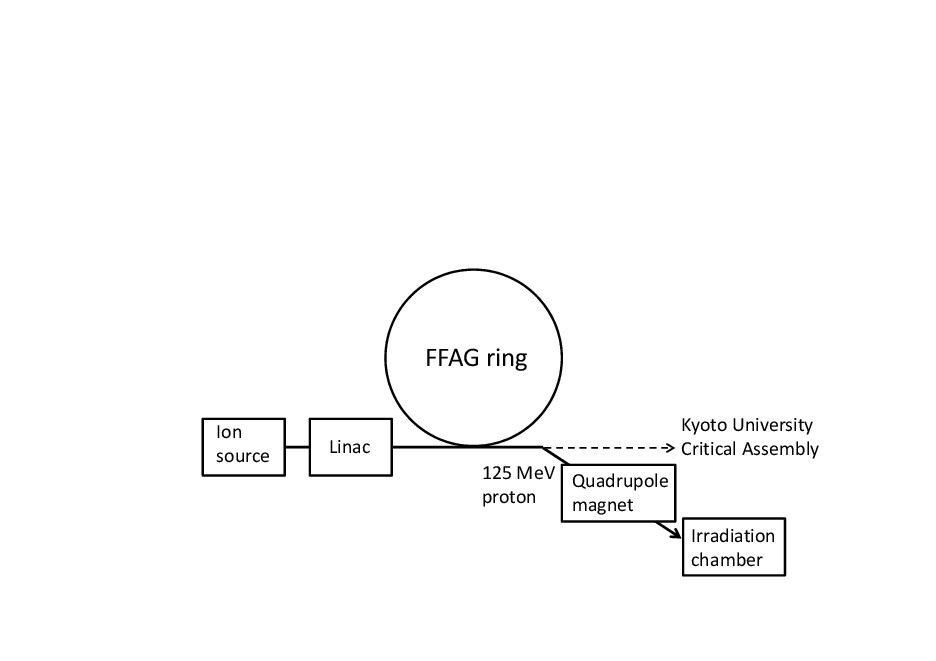 FFAG ring
Ion
source
Linac
125 MeV
proton
Kyoto University
Critical Assembly
Quadrupole
magnet
Irradiation
chamber